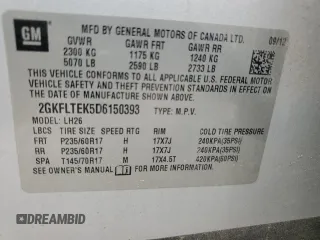 GM
MFD BY GENERAL MOTORS OF CANADA LTD.
09/12
GVWR GAWR FRT GAWR RR
2300 KG 1175 KG 1240 KG
5070 LB 2590 LB 2733 LB
THIS VEHICLE CONFORMS TO ALL APPLICABLE U.S. FEDERAL
MOTOR VEHICLE SAFETY AND THEFT PREVENTION STANDARDS
IN EFFECT ON THE DATE OF MANUFACTURE SHOWN ABOVE.
2GKFLTEK5D6150393 TYPE: M.P.V.
MODEL: LH26
LBCS TIRE SIZE SPEED RTG RIM COLD TIRE PRESSURE
FRT P235/60R17 H 17X7J 240KPA(35PSI)
RR P235/60R17 H 17X7J 240KPA(35PSI)
SPA T145/70R17 M 17X4.5T 420KPA(60PSI)
SEE OWNER'S MANUAL FOR MORE INFORMATION.
DREAMBID